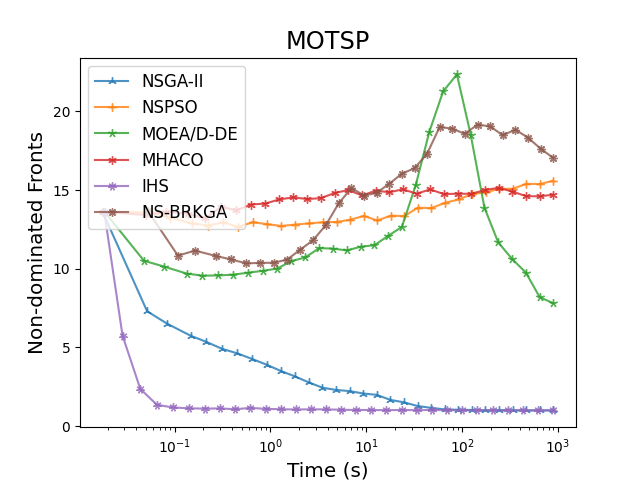 MOTSP
NSGA-II
NSPSO
MOEA/D-DE
MHACO
IHS
NS-BRKGA
Non-dominated Fronts
20
15
10
5
0
10⁻¹ 10⁰ 10¹ 10² 10³
Time (s)